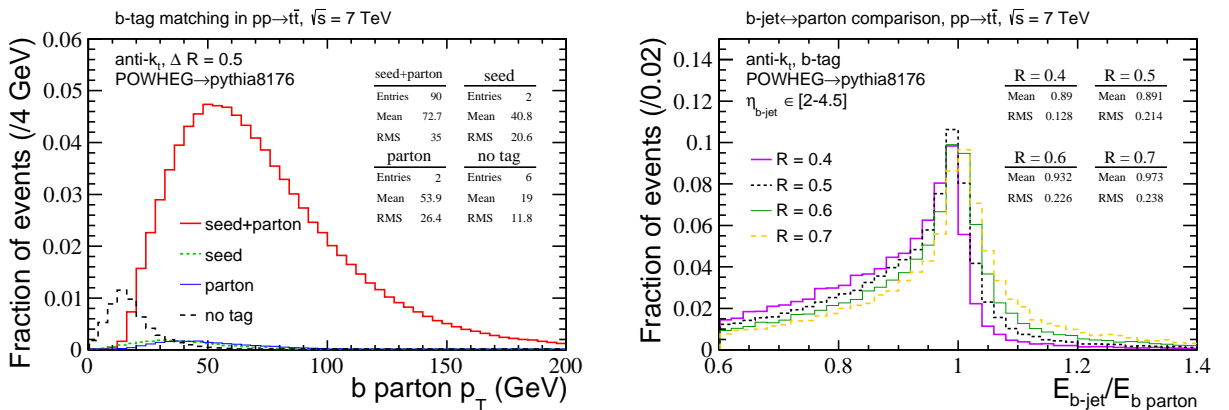 b-tag matching in pp→tt̄, √s = 7 TeV
Fraction of events (/4 GeV)
0.06
0.05
0.04
0.03
0.02
0.01
0
anti-kt, Δ R = 0.5
POWHEG→pythia8176
seed+parton
Entries 90
Mean 72.7
RMS 35
seed
Entries 2
Mean 40.8
RMS 20.6
parton
Entries 2
Mean 53.9
RMS 26.4
no tag
Entries 6
Mean 19
RMS 11.8
seed+parton
seed
parton
no tag
0 50 100 150 200
b parton pT (GeV)
b-jet↔parton comparison, pp→tt̄, √s = 7 TeV
Fraction of events (/0.02)
0.14
0.12
0.1
0.08
0.06
0.04
0.02
0
anti-kt, b-tag
POWHEG→pythia8176
ηb-jet ∈ [2-4.5]
R = 0.4
Mean 0.89
RMS 0.128
R = 0.5
Mean 0.891
RMS 0.214
R = 0.6
Mean 0.932
RMS 0.226
R = 0.7
Mean 0.973
RMS 0.238
R = 0.4
R = 0.5
R = 0.6
R = 0.7
0.6 0.8 1 1.2 1.4
Eb-jet/Eb parton